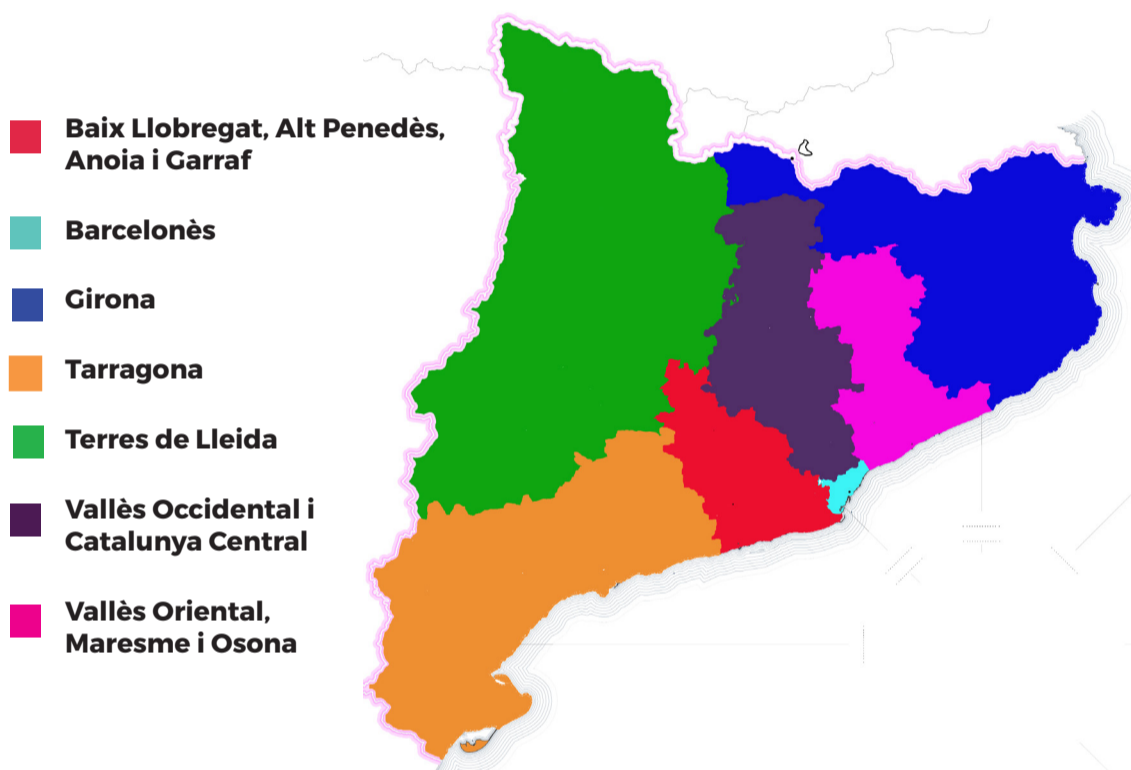 Baix Llobregat, Alt Penedès,
Anoia i Garraf
Barcelonès
Girona
Tarragona
Terres de Lleida
Vallès Occidental i
Catalunya Central
Vallès Oriental,
Maresme i Osona